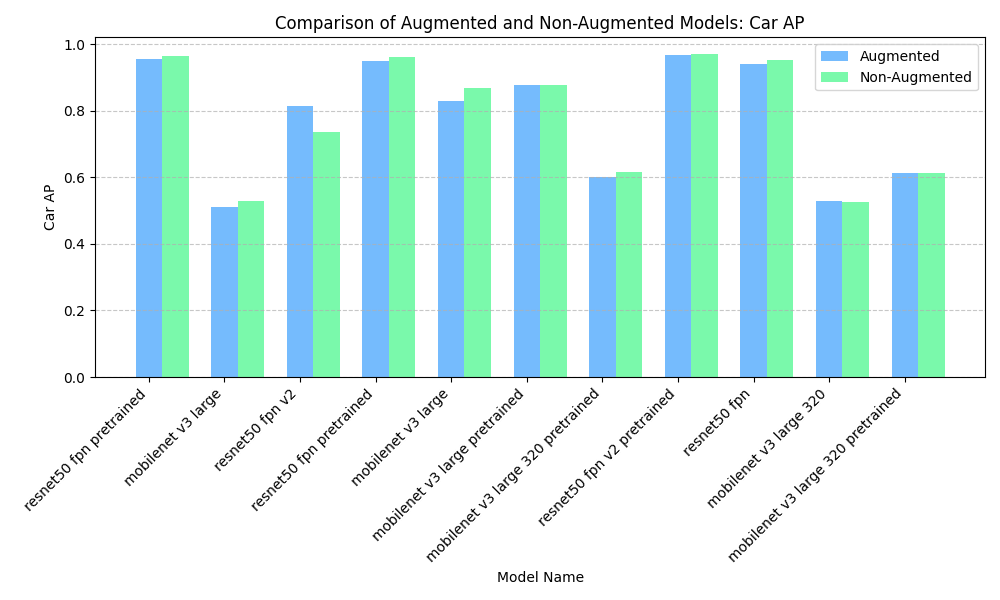 Comparison of Augmented and Non-Augmented Models: Car AP
Augmented
Non-Augmented
Car AP
1.0
0.8
0.6
0.4
0.2
0.0
resnet50 fpn pretrained
mobilenet v3 large
resnet50 fpn v2
resnet50 fpn pretrained
mobilenet v3 large
mobilenet v3 large pretrained
mobilenet v3 large 320 pretrained
resnet50 fpn v2 pretrained
resnet50 fpn
mobilenet v3 large 320
mobilenet v3 large 320 pretrained
Model Name